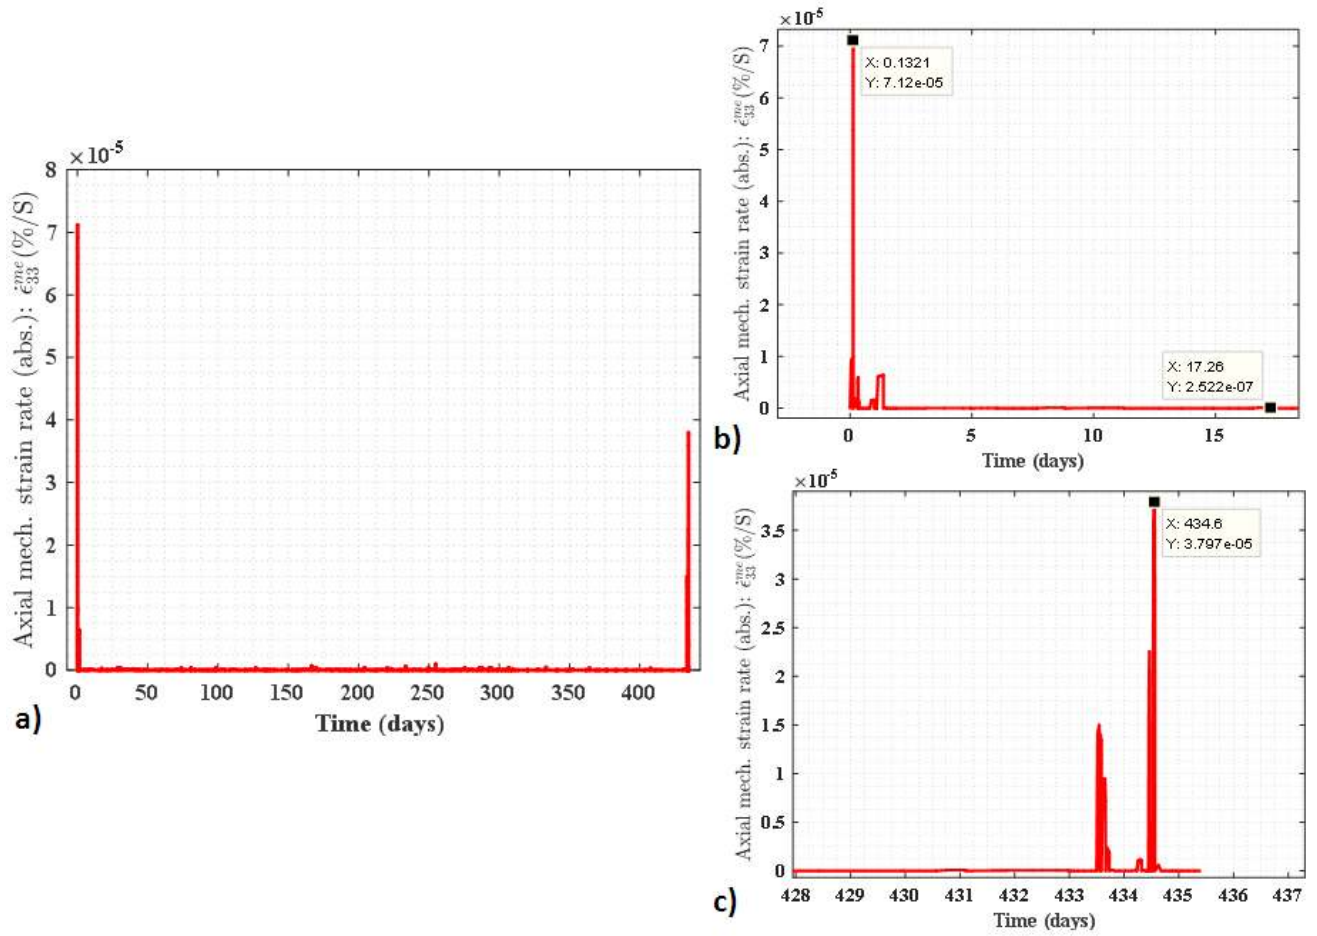 ×10⁻⁵
8
7
6
5
4
3
2
1
0
Axial mech. strain rate (abs.): ε̇₃₃ᵐᵉ(%/S)
0 50 100 150 200 250 300 350 400
Time (days)
a)
×10⁻⁵
7
6
5
4
3
2
1
0
Axial mech. strain rate (abs.): ε̇₃₃ᵐᵉ(%/S)
X: 0.1321
Y: 7.12e-05
X: 17.26
Y: 2.522e-07
0 5 10 15
Time (days)
b)
×10⁻⁵
3.5
3
2.5
2
1.5
1
0.5
0
Axial mech. strain rate (abs.): ε̇₃₃ᵐᵉ(%/S)
X: 434.6
Y: 3.797e-05
428 429 430 431 432 433 434 435 436 437
Time (days)
c)